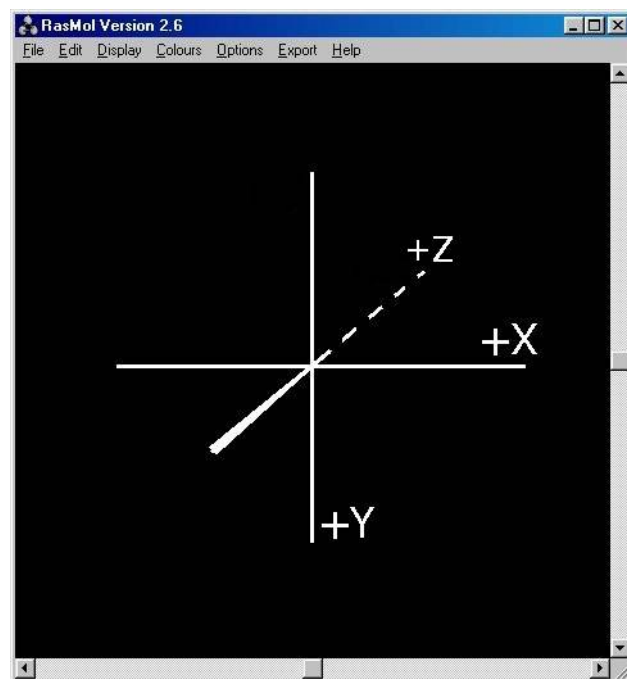 RasMol Version 2.6
File Edit Display Colours Options Export Help
+Z
+X
+Y